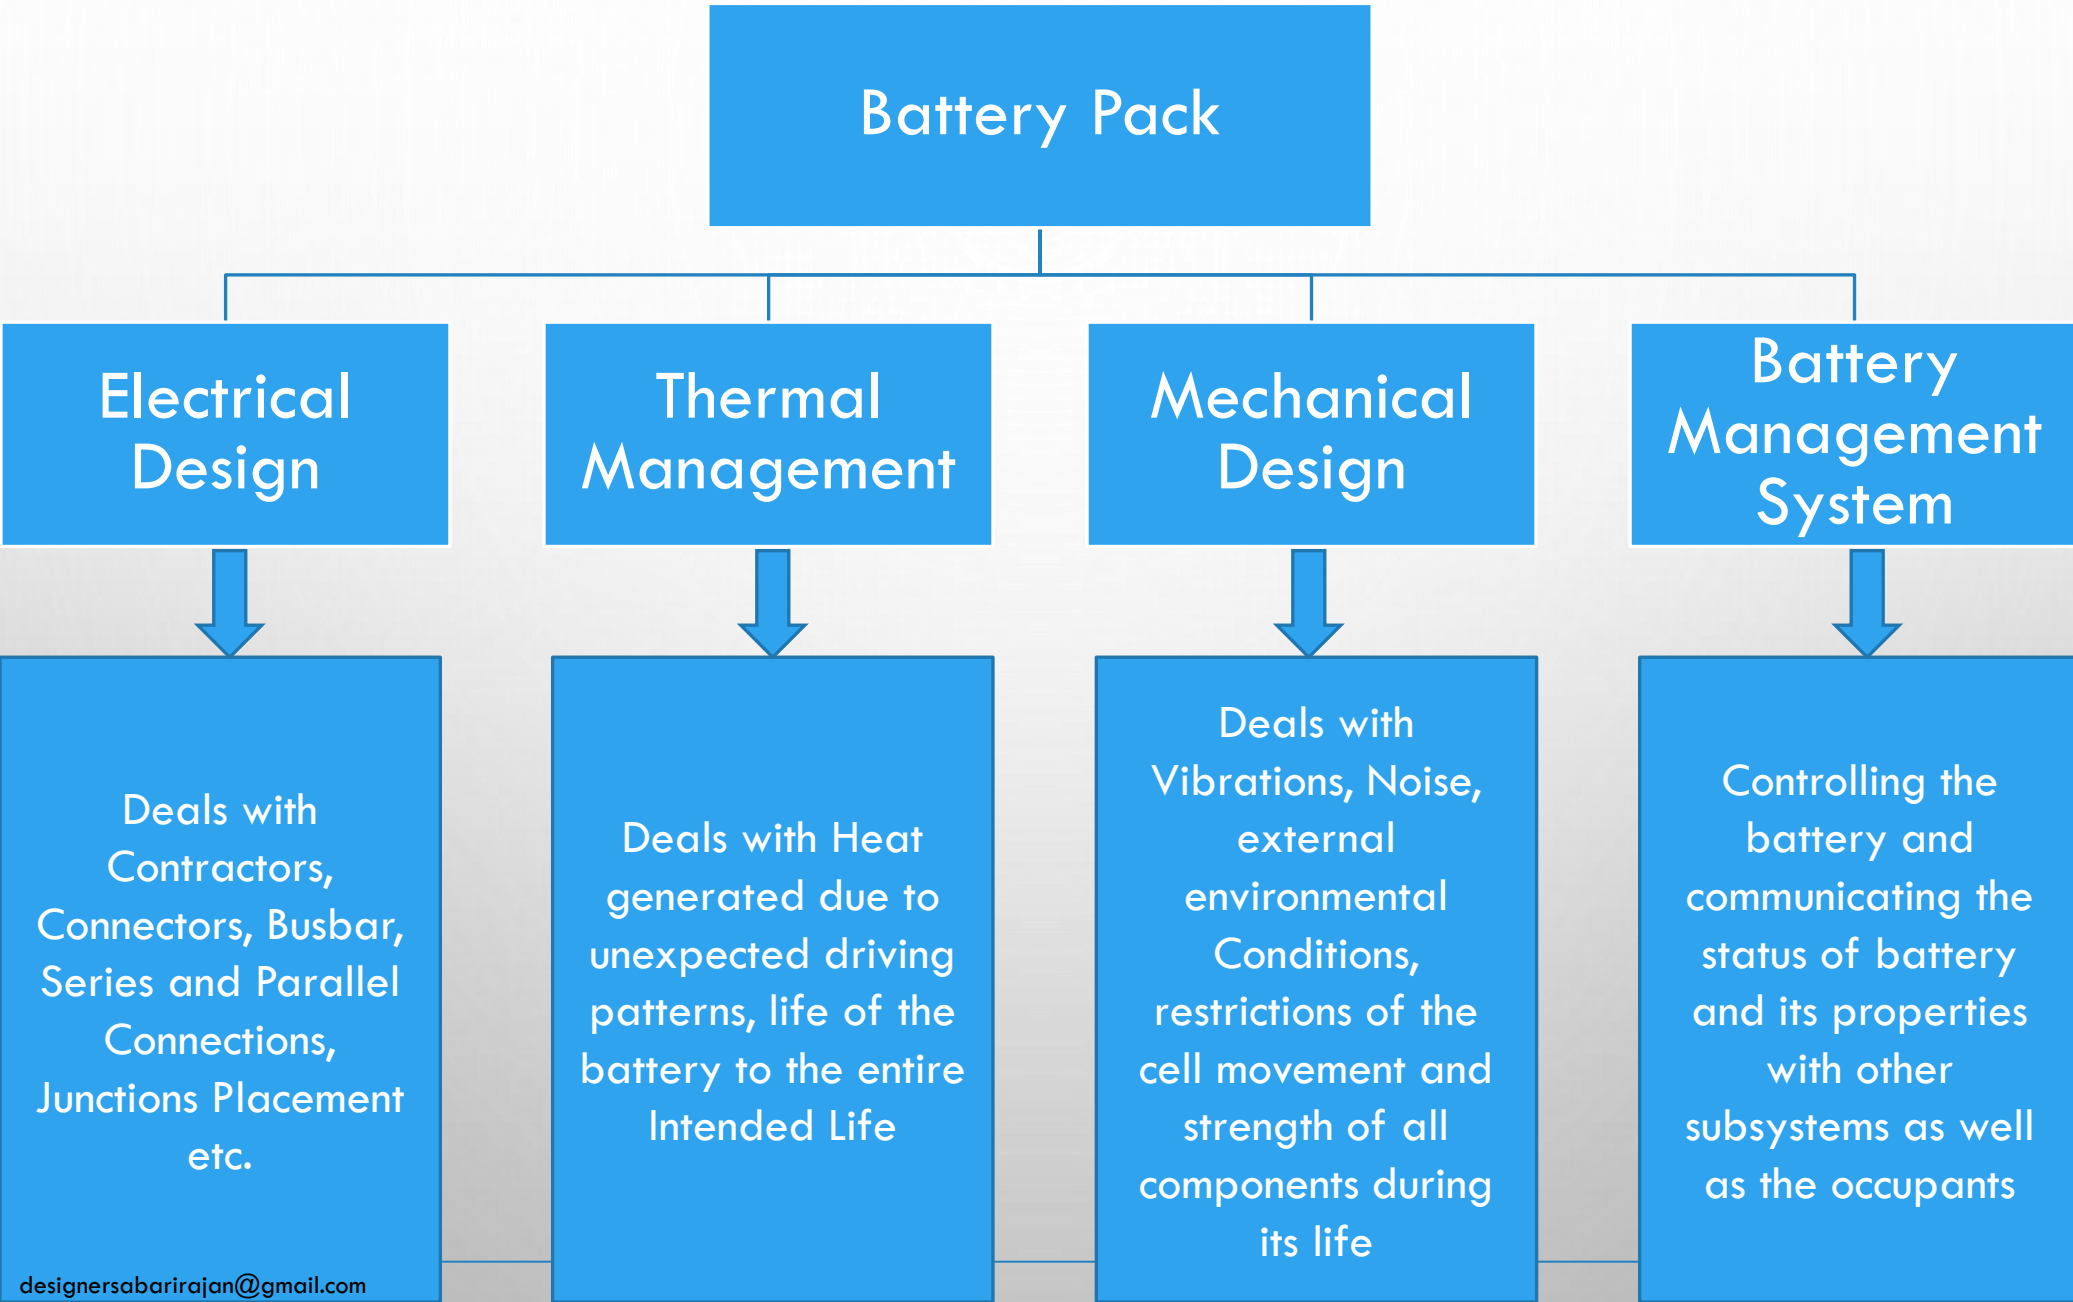 Battery Pack
Electrical
Design
Thermal
Management
Mechanical
Design
Battery
Management
System
Deals with
Contractors,
Connectors, Busbar,
Series and Parallel
Connections,
Junctions Placement
etc.
Deals with Heat
generated due to
unexpected driving
patterns, life of the
battery to the entire
Intended Life
Deals with
Vibrations, Noise,
external
environmental
Conditions,
restrictions of the
cell movement and
strength of all
components during
its life
Controlling the
battery and
communicating the
status of battery
and its properties
with other
subsystems as well
as the occupants
designersabarirajan@gmail.com